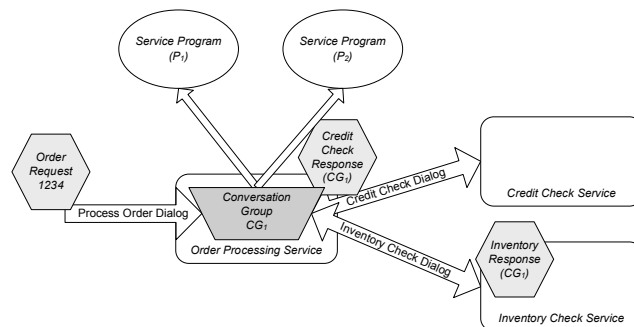 Service Program
(P1)
Service Program
(P2)
Order
Request
1234
Credit
Check
Response
(CG1)
Process Order Dialog
Conversation
Group
CG1
Order Processing Service
Credit Check Dialog
Credit Check Service
Inventory Check Dialog
Inventory
Response
(CG1)
Inventory Check Service